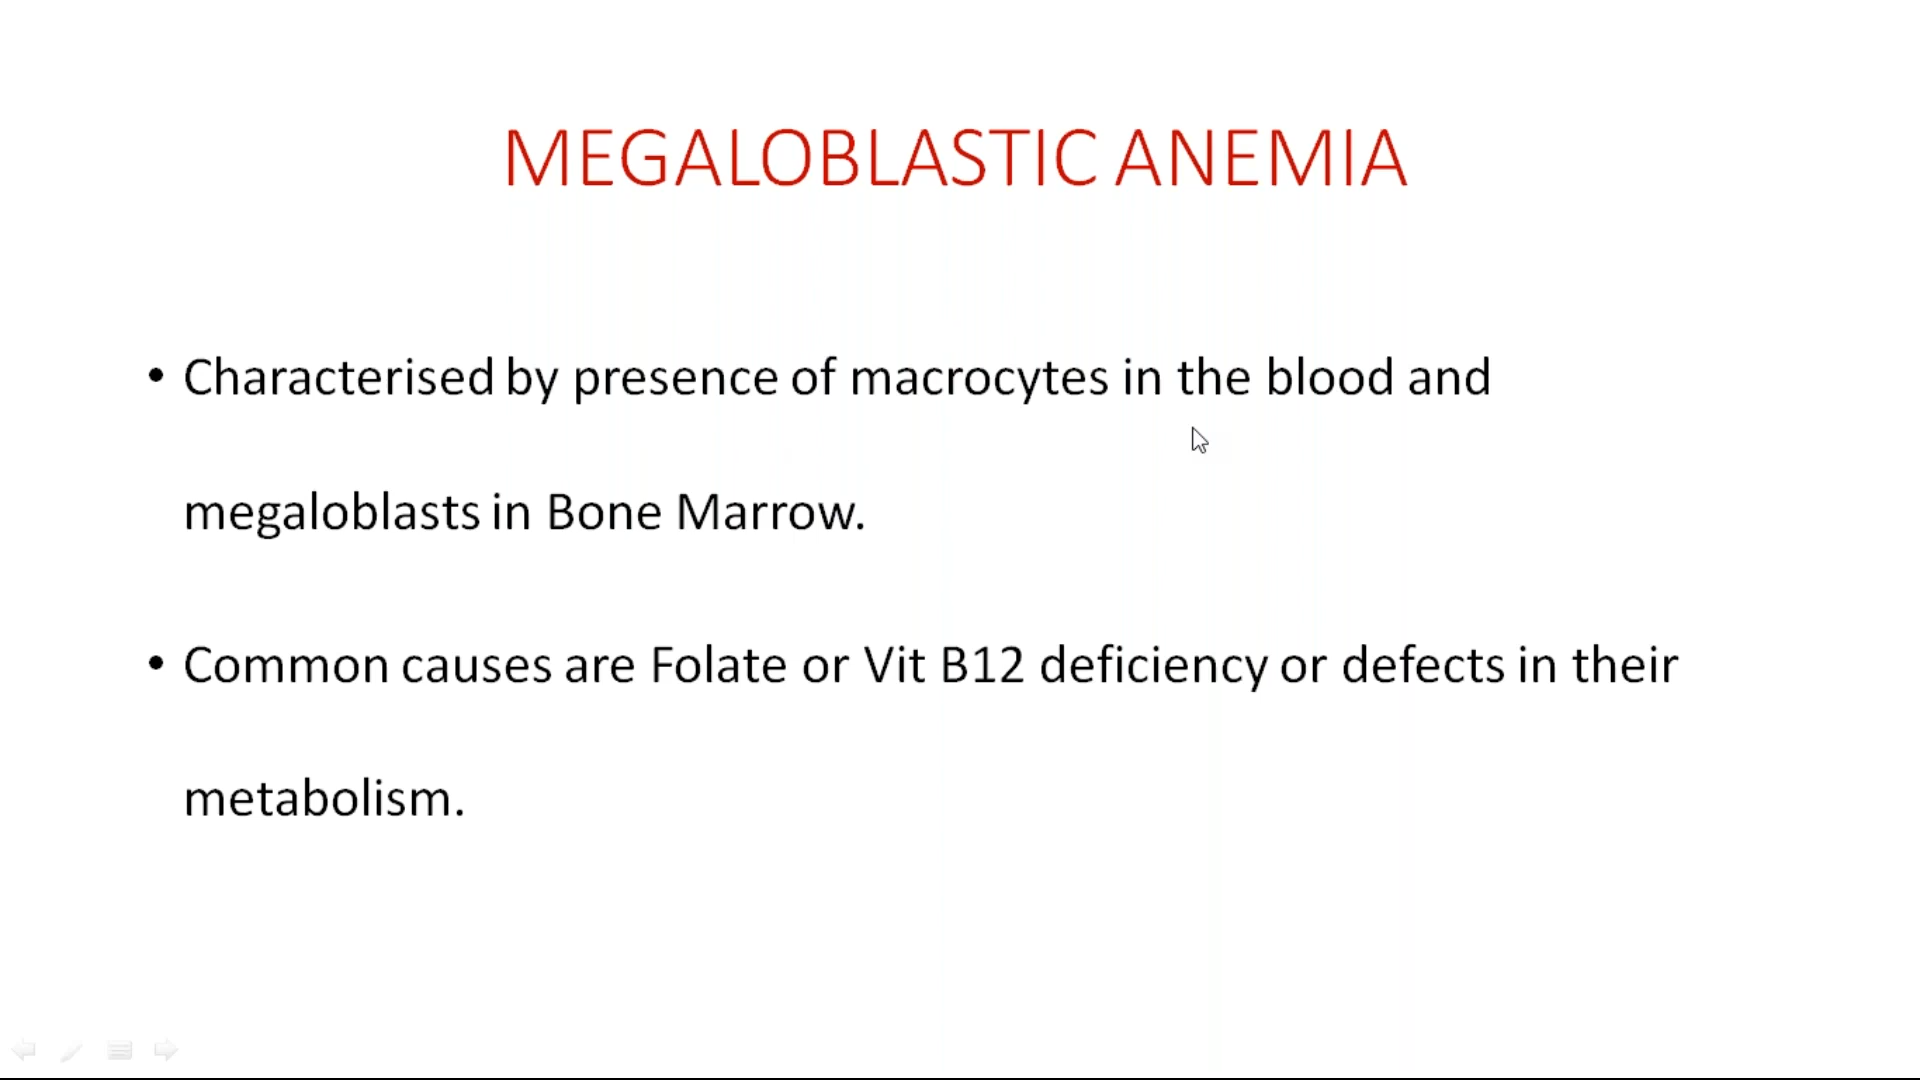 MEGALOBLASTIC ANEMIA
• Characterised by presence of macrocytes in the blood and
megaloblasts in Bone Marrow.
• Common causes are Folate or Vit B12 deficiency or defects in their
metabolism.